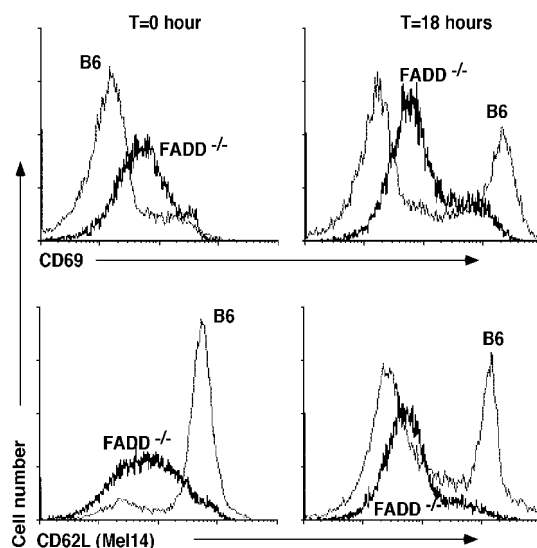 T=0 hour
T=18 hours
B6
FADD -/-
FADD -/-
B6
CD69
B6
B6
FADD -/-
FADD -/-
Cell number
CD62L (Mel14)